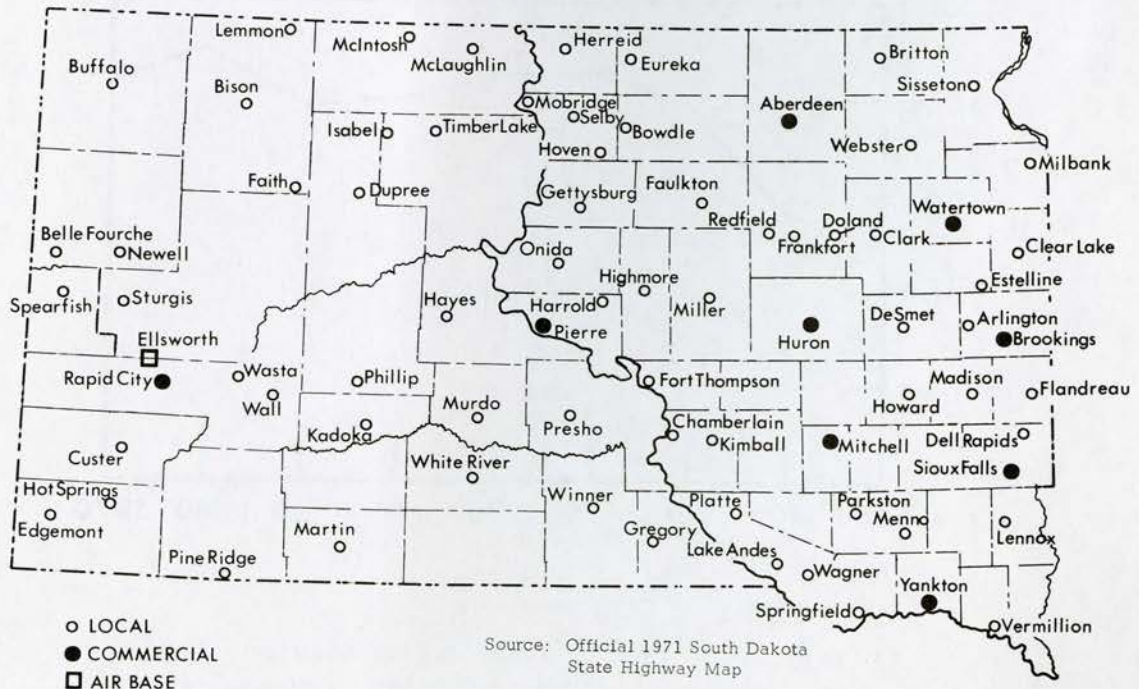 Lemmon
McIntosh
Herreid
Britton
Buffalo
McLaughlin
Eureka
Bison
Sisseton
Mobridge
Aberdeen
Selby
Isabel
TimberLake
Bowdle
Webster
Hoven
Milbank
Faith
Dupree
Gettysburg
Faulkton
Watertown
Redfield
Doland
Belle Fourche
Frankfort
Clark
Newell
Onida
Clear Lake
Highmore
Estelline
Spearfish
Sturgis
Hayes
Harrold
Miller
DeSmet
Arlington
Pierre
Huron
Brookings
Ellsworth
Rapid City
Wasta
Phillip
Fort Thompson
Madison
Flandreau
Wall
Murdo
Howard
Kadoka
Presho
Chamberlain
Kimball
Mitchell
Dell Rapids
Custer
White River
Sioux Falls
Hot Springs
Winner
Platte
Parkston
Edgemont
Martin
Gregory
Menno
Lennox
Pine Ridge
Lake Andes
Wagner
Yankton
Springfield
Vermillion
LOCAL
COMMERCIAL
AIR BASE
Source: Official 1971 South Dakota
State Highway Map